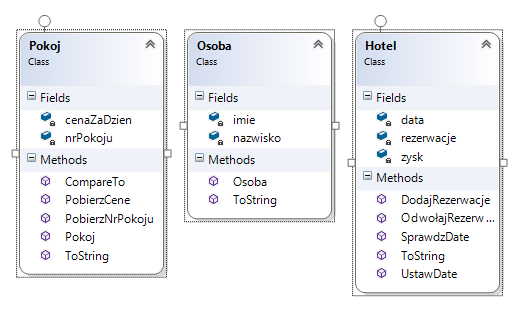 Pokoj
Class
Fields
cenaZaDzien
nrPokoju
Methods
CompareTo
PobierzCene
PobierzNrPokoju
Pokoj
ToString
Osoba
Class
Fields
imie
nazwisko
Methods
Osoba
ToString
Hotel
Class
Fields
data
rezerwacje
zysk
Methods
DodajRezerwacje
OdwołajRezerw...
SprawdzDate
ToString
UstawDate